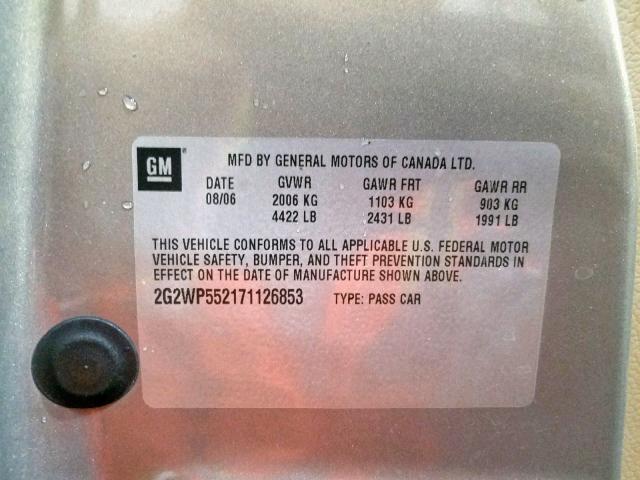 GM® MFD BY GENERAL MOTORS OF CANADA LTD.
DATE GVWR GAWR FRT GAWR RR
08/06 2006 KG 1103 KG 903 KG
4422 LB 2431 LB 1991 LB
THIS VEHICLE CONFORMS TO ALL APPLICABLE U.S. FEDERAL MOTOR
VEHICLE SAFETY, BUMPER, AND THEFT PREVENTION STANDARDS IN
EFFECT ON THE DATE OF MANUFACTURE SHOWN ABOVE.
2G2WP552171126853 TYPE: PASS CAR